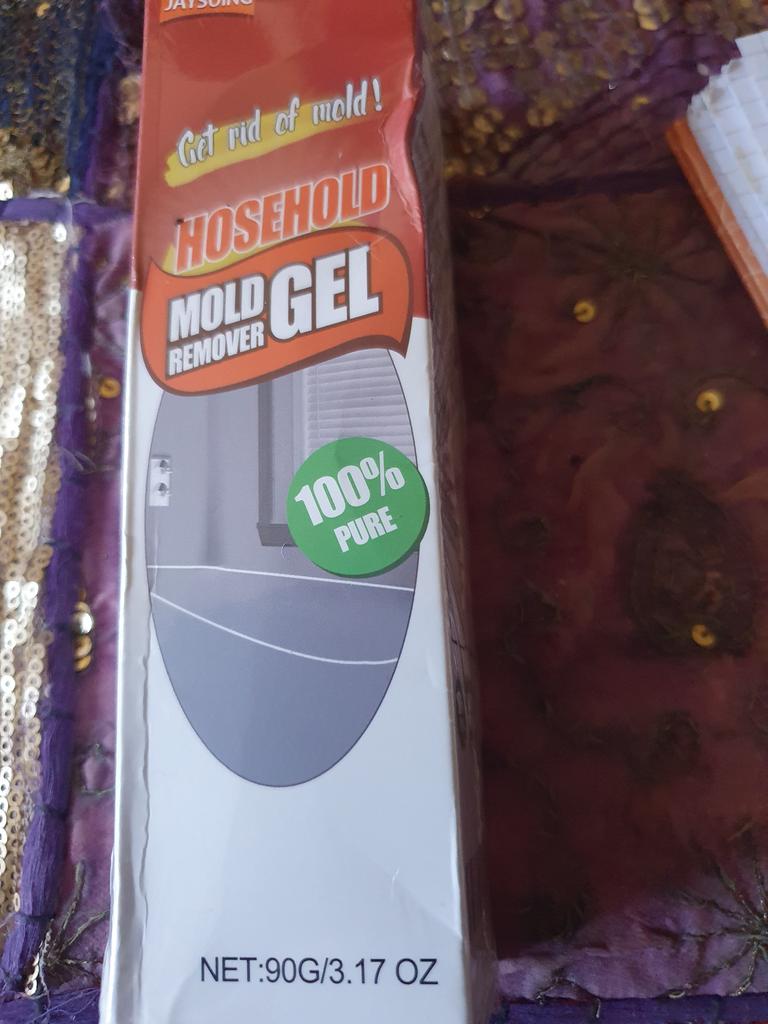 JAYSUING
Get rid of mold!
HOSEHOLD
MOLD
REMOVER
GEL
100%
PURE
NET:90G/3.17 OZ